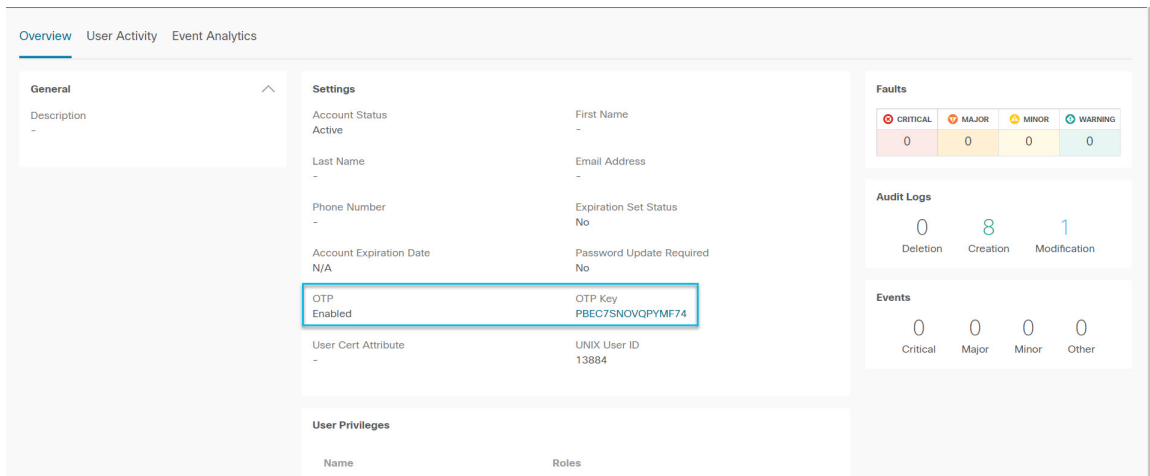 Overview User Activity Event Analytics
General
Description
-
Settings
Account Status First Name
Active -
Last Name Email Address
- -
Phone Number Expiration Set Status
- No
Account Expiration Date Password Update Required
N/A No
OTP OTP Key
Enabled PBEC7SNOVQPYMF74
User Cert Attribute UNIX User ID
- 13884
User Privileges
Name Roles
Faults
CRITICAL MAJOR MINOR WARNING
0 0 0 0
Audit Logs
0 8 1
Deletion Creation Modification
Events
0 0 0 0
Critical Major Minor Other